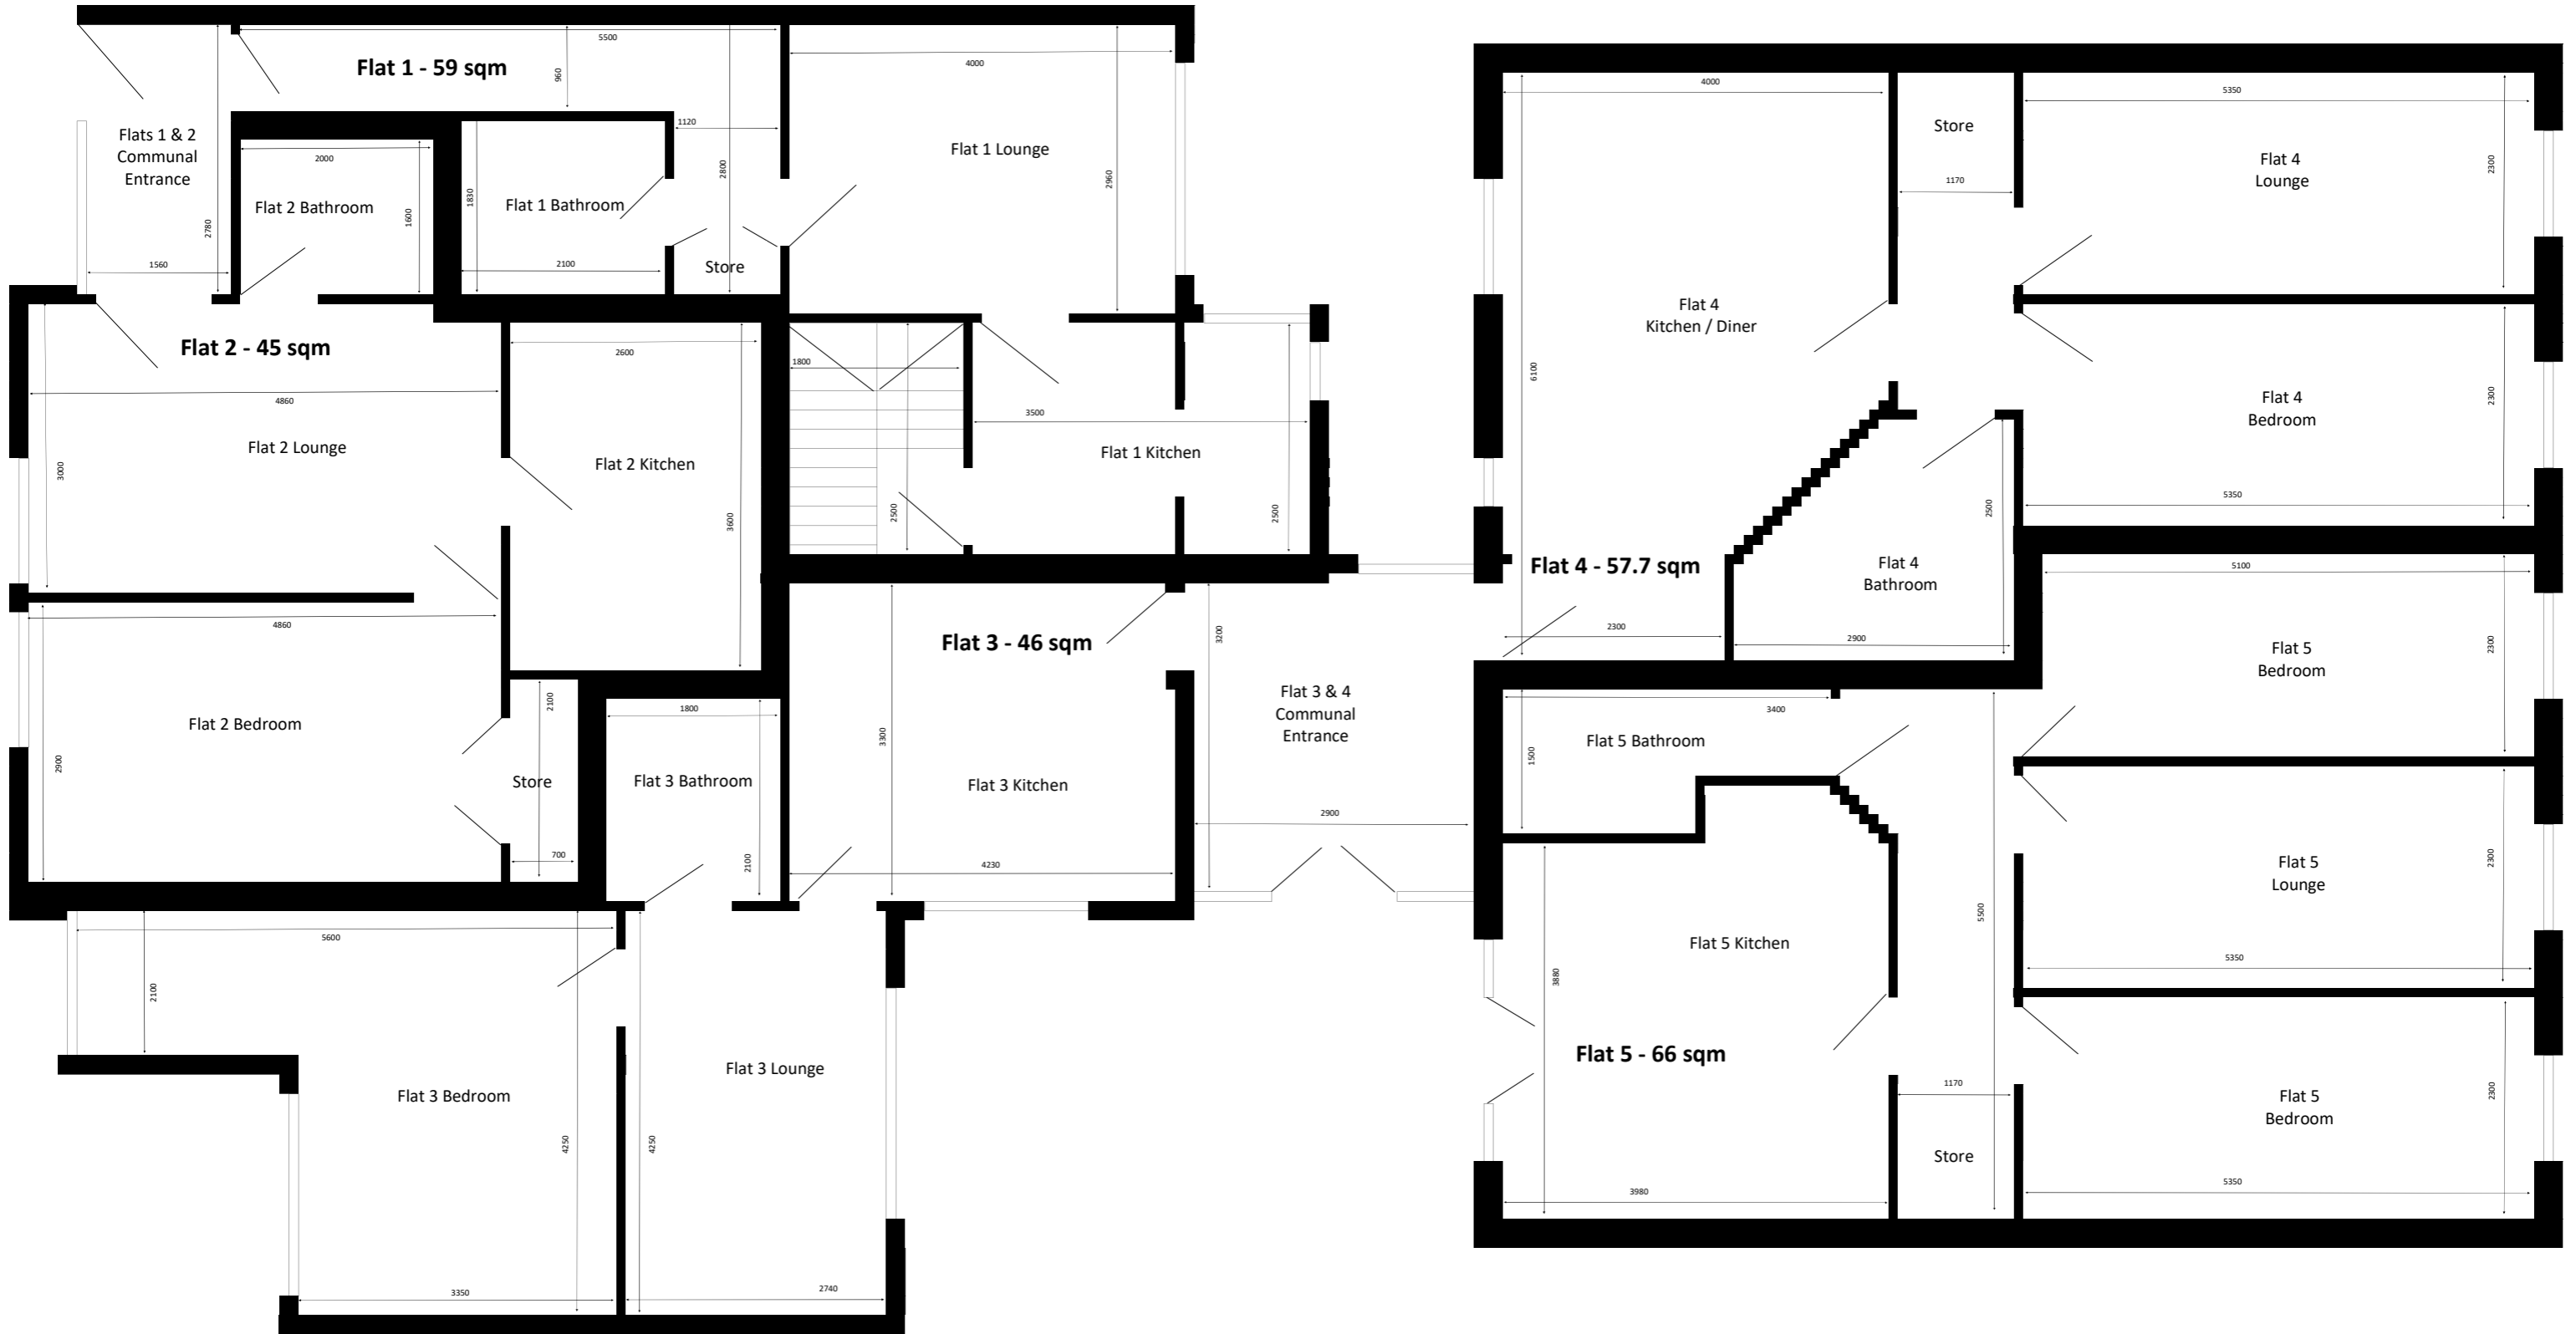 5500
Flat 1 - 59 sqm
960
4000
Flats 1 & 2
Communal
Entrance
2780
1560
2000
1600
Flat 2 Bathroom
1830
Flat 1 Bathroom
2100
1120
2800
Store
Flat 1 Lounge
2960
Flat 2 - 45 sqm
4860
Flat 2 Lounge
3000
2600
Flat 2 Kitchen
3600
1800
2500
3500
Flat 1 Kitchen
2500
4860
Flat 2 Bedroom
2900
2100
Store
700
1800
Flat 3 Bathroom
2100
Flat 3 - 46 sqm
3300
Flat 3 Kitchen
4230
3200
Flat 3 & 4
Communal
Entrance
2900
5600
2100
Flat 3 Bedroom
4250
3350
4250
Flat 3 Lounge
2740
4000
Flat 4
Kitchen / Diner
6100
Store
1170
5350
Flat 4
Lounge
2300
Flat 4
Bedroom
2300
5350
Flat 4 - 57.7 sqm
2300
Flat 4
Bathroom
2500
2900
5100
Flat 5
Bedroom
2300
3400
Flat 5 Bathroom
1500
Flat 5
Lounge
2300
5350
Flat 5 Kitchen
3880
5500
Flat 5 - 66 sqm
3980
1170
Store
Flat 5
Bedroom
2300
5350